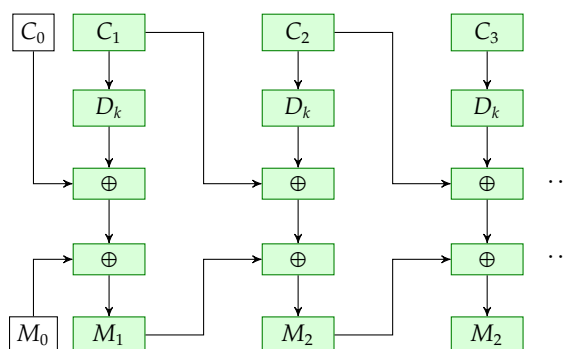 C₀ C₁ C₂ C₃
Dₖ Dₖ Dₖ
⊕ ⊕ ⊕ ··
⊕ ⊕ ⊕ ··
M₀ M₁ M₂ M₂